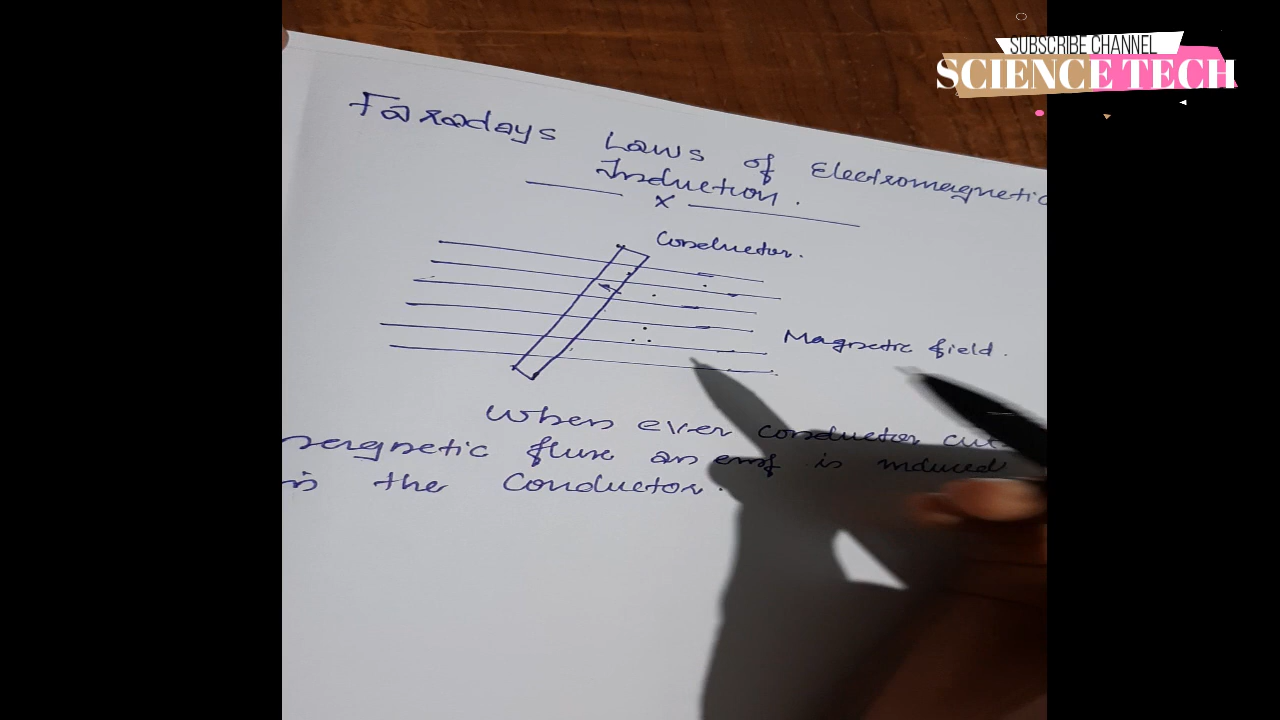 SUBSCRIBE CHANNEL
SCIENCE TECH
Faradays Laws of Electromagnetic
Induction.
x
Conductor.
Magnetic field.
When ever conductor cut
magnetic flux an emf is induced
in the Conductor.